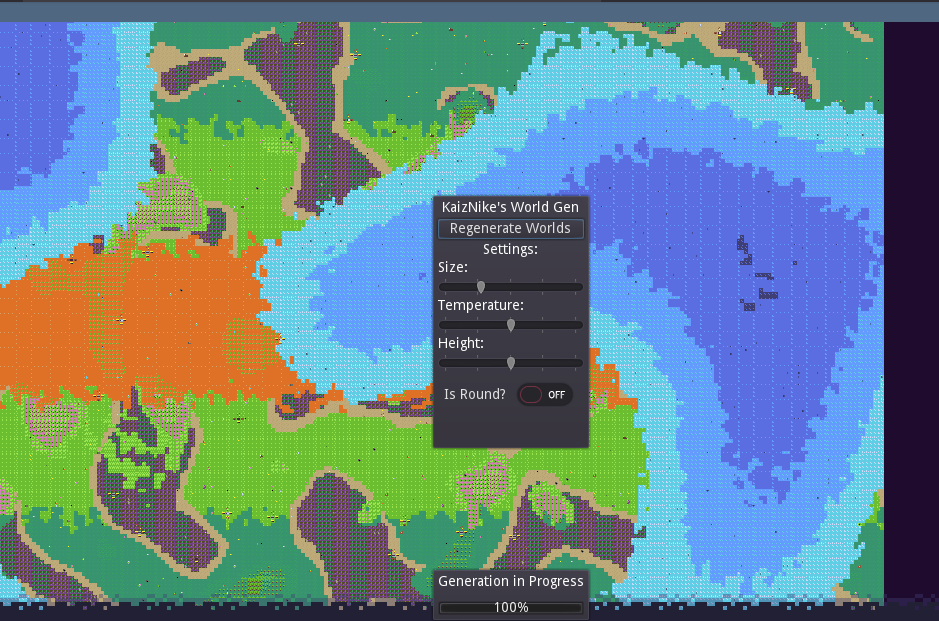 KaizNike's World Gen
Regenerate Worlds
Settings:
Size:
Temperature:
Height:
Is Round? OFF
Generation in Progress
100%